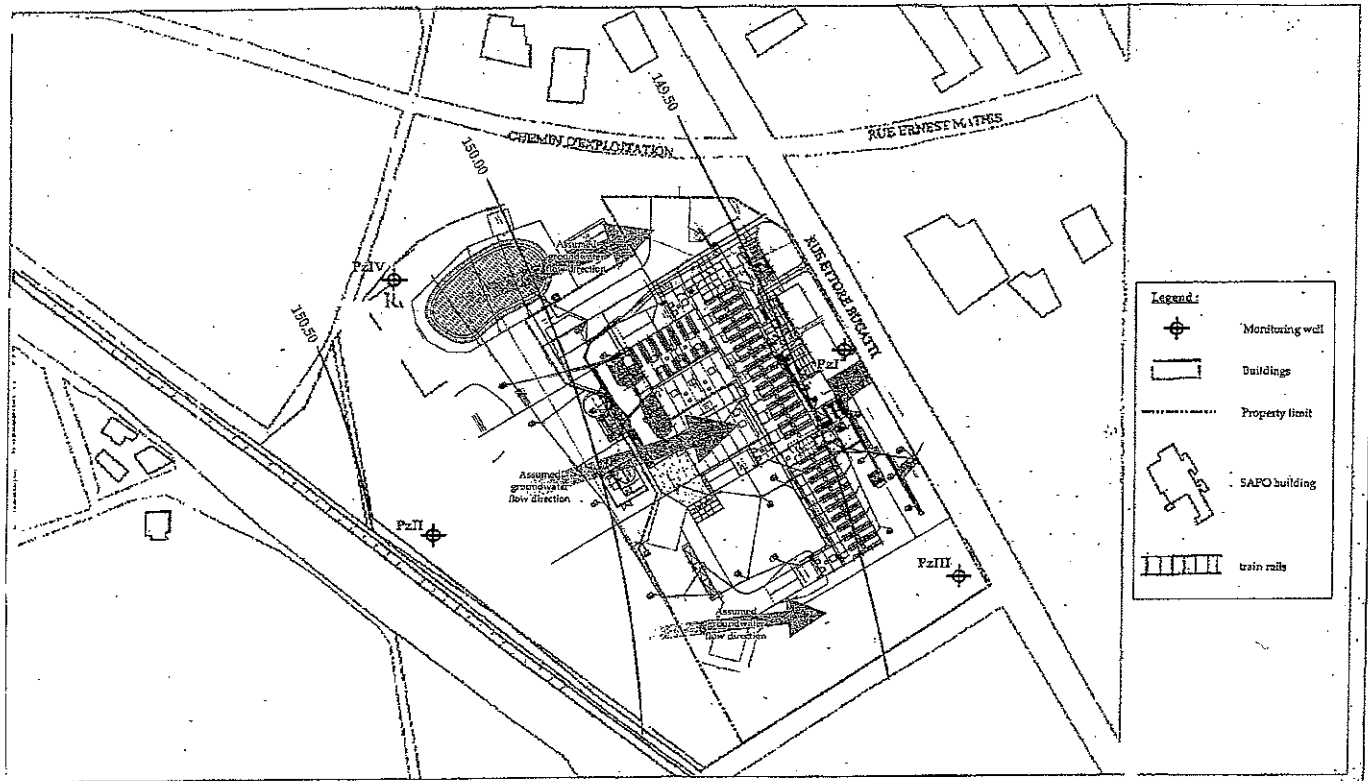 149.50
CHEMIN D'EXPLOITATION
RUE ERNEST MATHIS
150.00
RUE ETTORE BUGATTI
Assumed
groundwater
flow direction
PzIV
150.50
PzI
Assumed
groundwater
flow direction
PzII
PzIII
Assumed
groundwater
flow direction
Legend :
Monitoring well
Buildings
Property limit
SAPO building
train rails